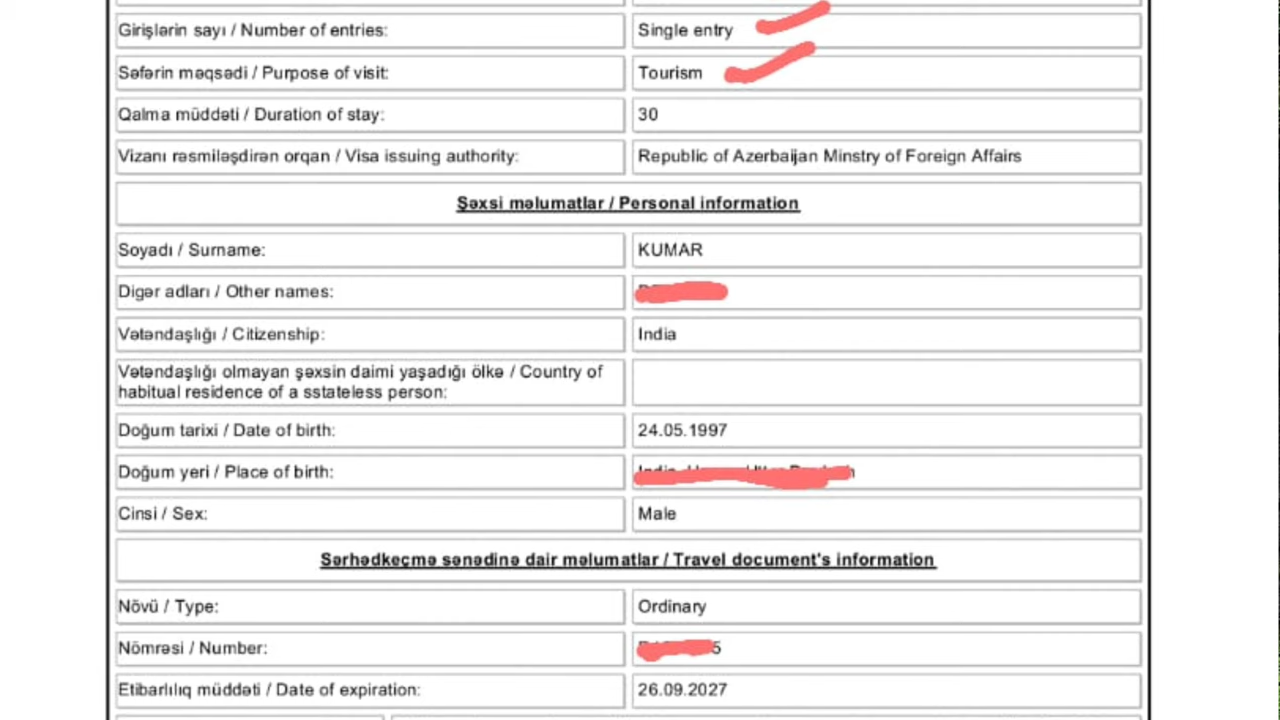 Girişlərin sayı / Number of entries: Single entry
Səfərin məqsədi / Purpose of visit: Tourism
Qalma müddəti / Duration of stay: 30
Vizanı rəsmiləşdirən orqan / Visa issuing authority: Republic of Azerbaijan Minstry of Foreign Affairs
Şəxsi məlumatlar / Personal information
Soyadı / Surname: KUMAR
Digər adları / Other names:
Vətəndaşlığı / Citizenship: India
Vətəndaşlığı olmayan şəxsin daimi yaşadığı ölkə / Country of
habitual residence of a sstateless person:
Doğum tarixi / Date of birth: 24.05.1997
Doğum yeri / Place of birth:
Cinsi / Sex: Male
Sərhədkeçmə sənədinə dair məlumatlar / Travel document's information
Növü / Type: Ordinary
Nömrəsi / Number:
Etibarlılıq müddəti / Date of expiration: 26.09.2027